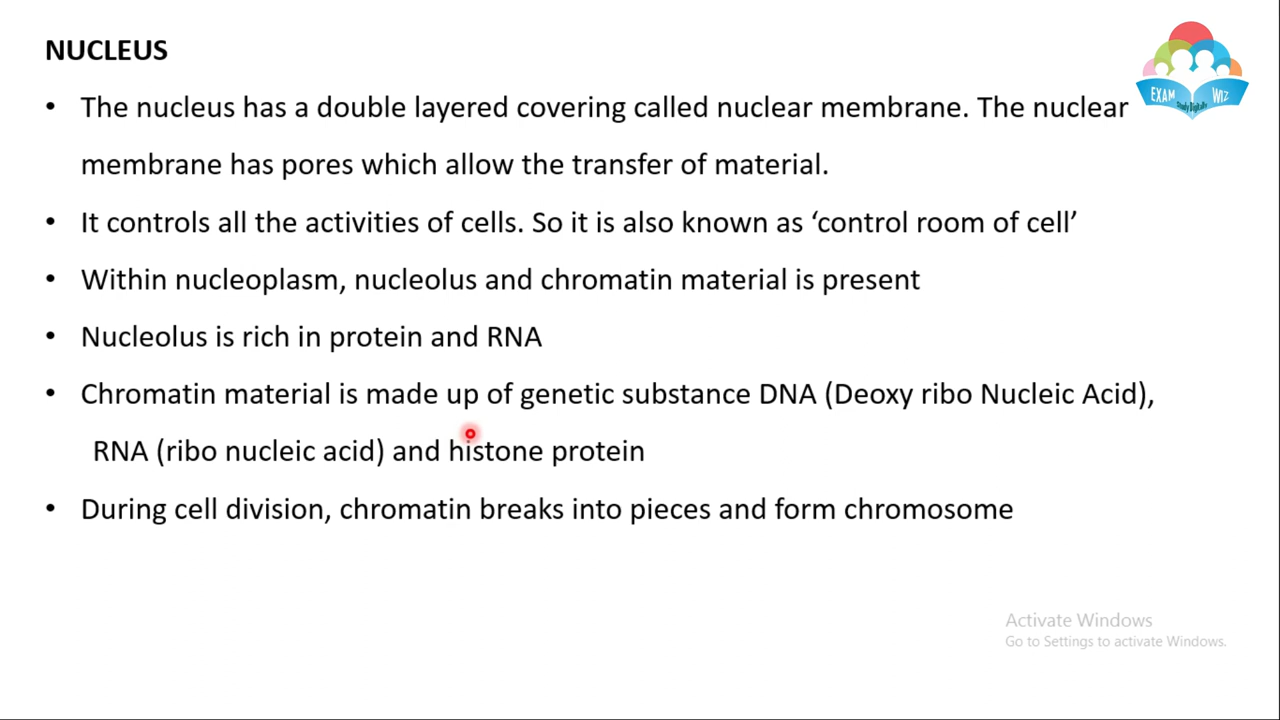 NUCLEUS
• The nucleus has a double layered covering called nuclear membrane. The nuclear
membrane has pores which allow the transfer of material.
• It controls all the activities of cells. So it is also known as ‘control room of cell’
• Within nucleoplasm, nucleolus and chromatin material is present
• Nucleolus is rich in protein and RNA
• Chromatin material is made up of genetic substance DNA (Deoxy ribo Nucleic Acid),
RNA (ribo nucleic acid) and histone protein
• During cell division, chromatin breaks into pieces and form chromosome
EXAM WIZ
Study Digitally
Activate Windows
Go to Settings to activate Windows.